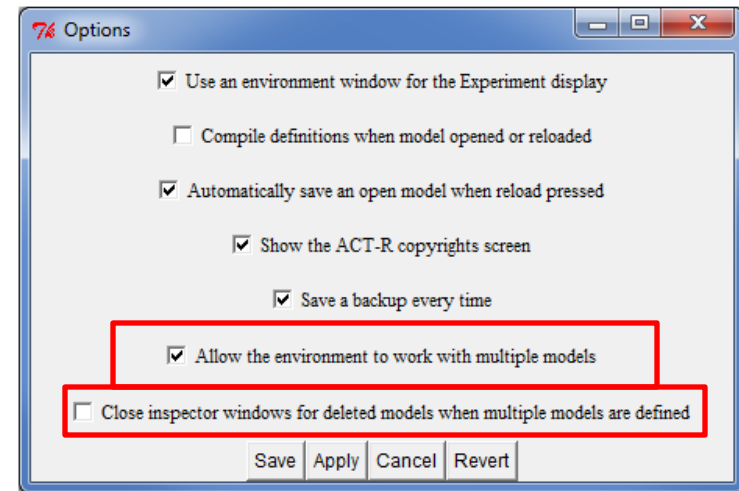 Options
Use an environment window for the Experiment display
Compile definitions when model opened or reloaded
Automatically save an open model when reload pressed
Show the ACT-R copyrights screen
Save a backup every time
Allow the environment to work with multiple models
Close inspector windows for deleted models when multiple models are defined
Save Apply Cancel Revert